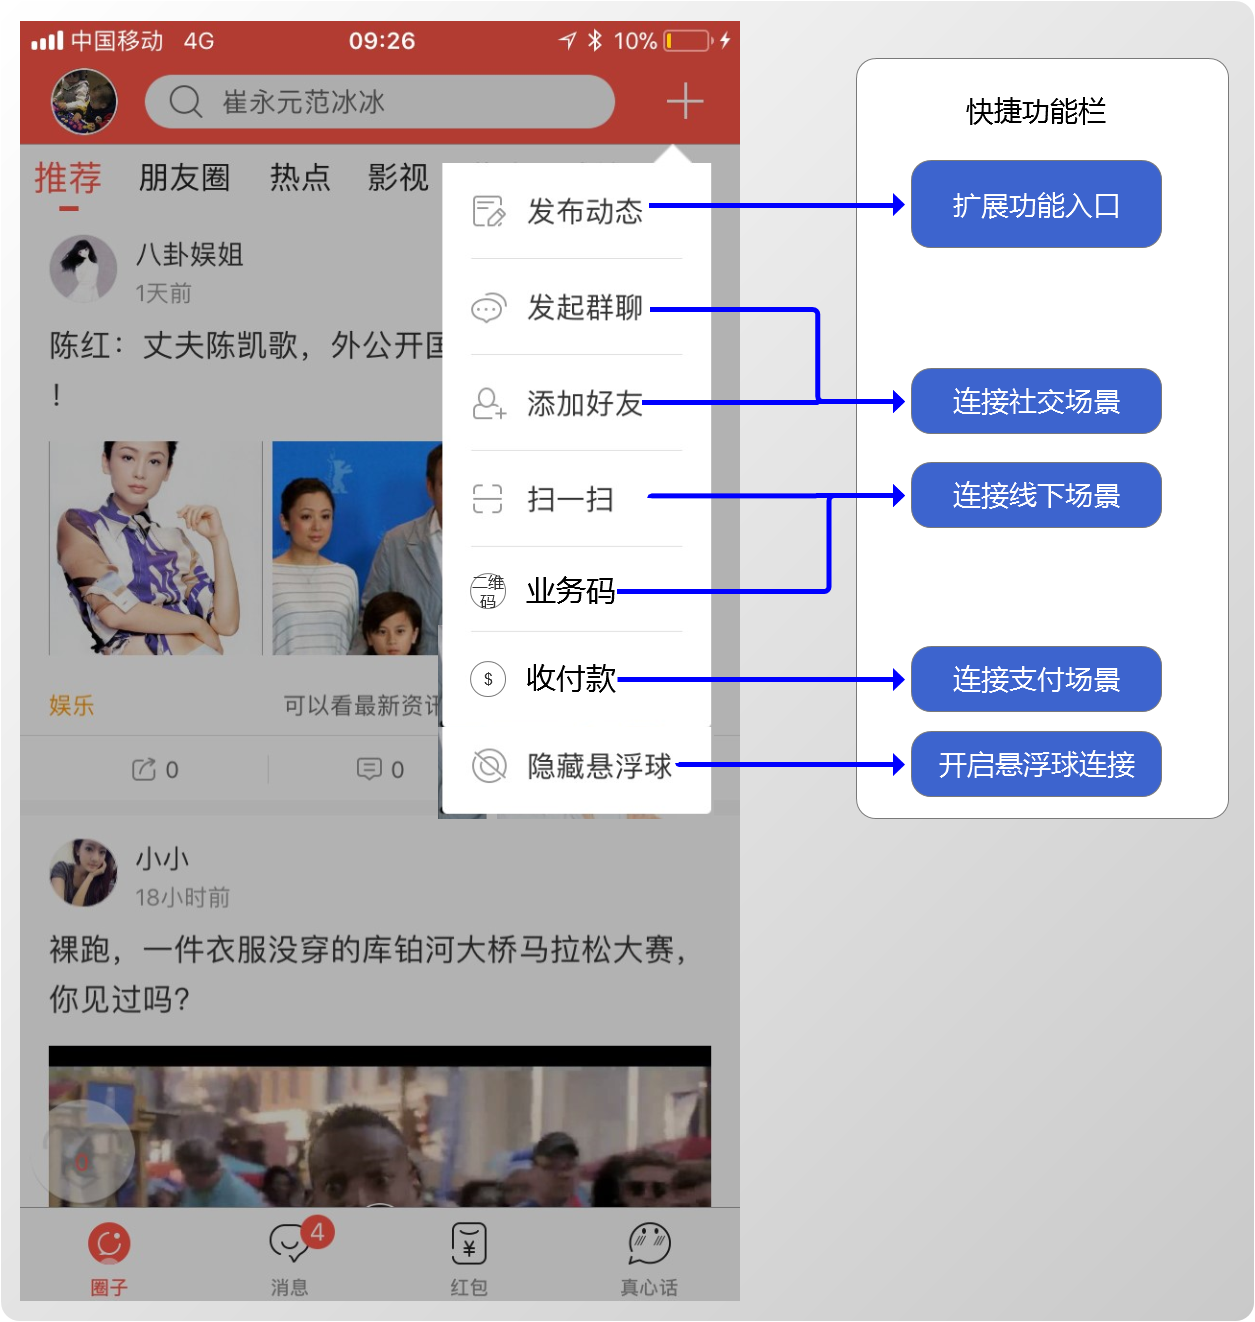 中国移动 4G 09:26 10%
崔永元范冰冰
推荐 朋友圈 热点 影视
八卦娱姐
1天前
陈红：丈夫陈凯歌，外公开国
！
娱乐 可以看最新资讯
0 0
小小
18小时前
裸跑，一件衣服没穿的库铂河大桥马拉松大赛，
你见过吗？
0
圈子 消息 4 红包 真心话
发布动态
发起群聊
添加好友
扫一扫
二维
码
业务码
$
收付款
隐藏悬浮球
快捷功能栏
扩展功能入口
连接社交场景
连接线下场景
连接支付场景
开启悬浮球连接